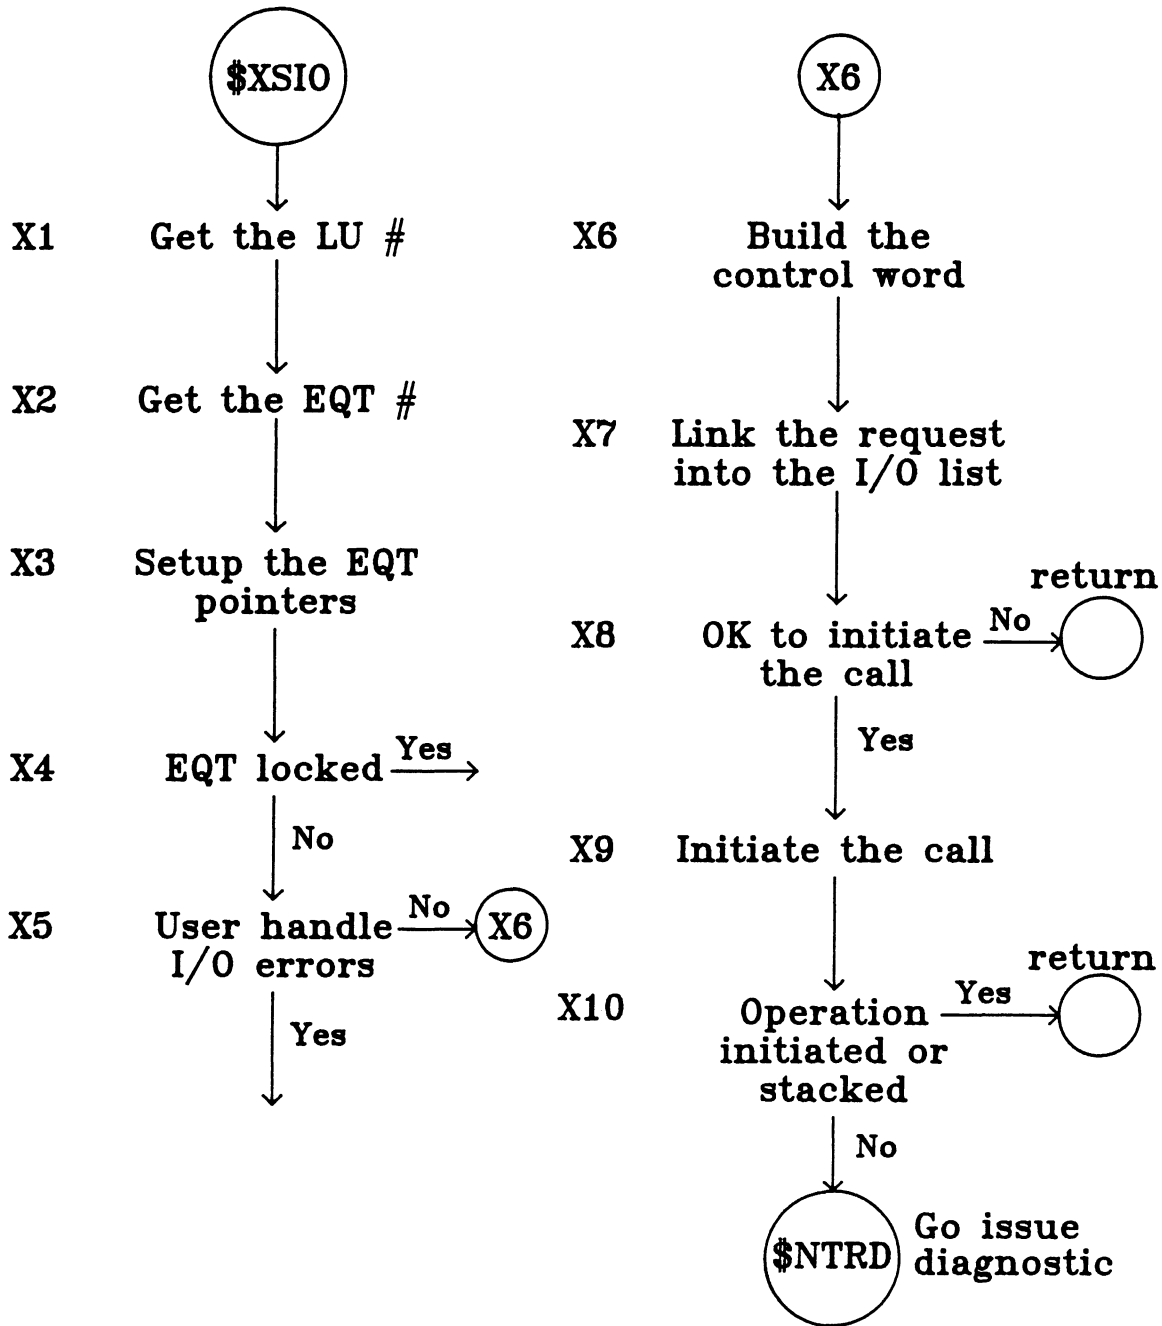 $XSIO
X1 Get the LU #
X2 Get the EQT #
X3 Setup the EQT
pointers
X4 EQT locked Yes
No
X5 User handle No X6
I/O errors
Yes
X6
X6 Build the
control word
X7 Link the request
into the I/O list
return
X8 OK to initiate No
the call
Yes
X9 Initiate the call
return
X10 Operation Yes
initiated or
stacked
No
$NTRD Go issue
diagnostic